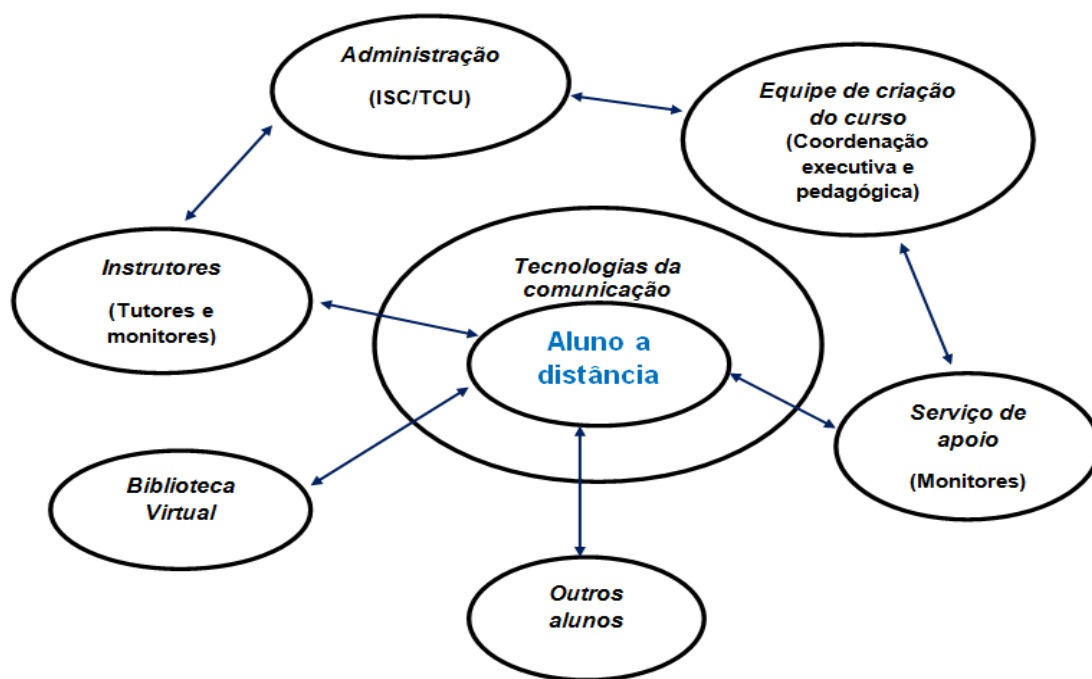 Administração
(ISC/TCU)
Equipe de criação
do curso
(Coordenação
executiva e
pedagógica)
Instrutores
(Tutores e
monitores)
Tecnologias da
comunicação
Aluno a
distância
Serviço de
apoio
(Monitores)
Biblioteca
Virtual
Outros
alunos